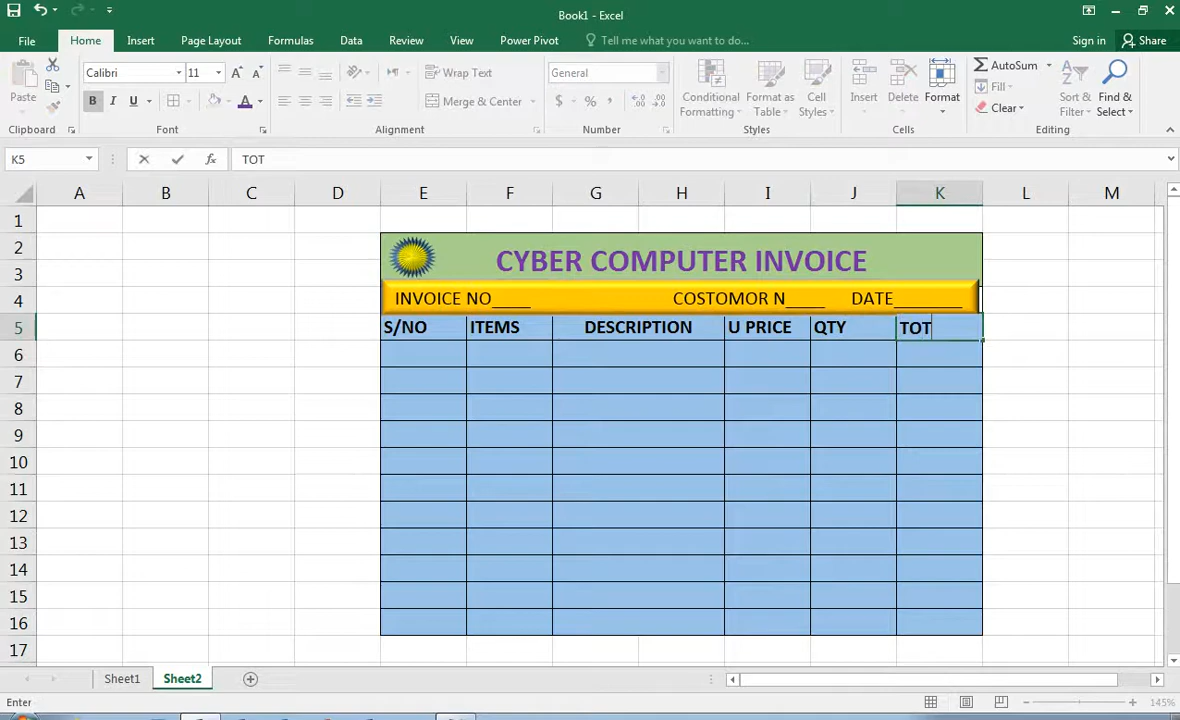 Book1 - Excel
File Home Insert Page Layout Formulas Data Review View Power Pivot Tell me what you want to do... Sign in Share
Paste Calibri 11 Wrap Text General Conditional Formatting Format as Table Cell Styles Insert Delete Format AutoSum Sort & Filter Find & Select
B I U A Merge & Center $ % , Fill Clear
Clipboard Font Alignment Number Styles Cells Editing
K5 fx TOT
A B C D E F G H I J K L M
1
2 CYBER COMPUTER INVOICE
3
4 INVOICE NO____ COSTOMOR N____ DATE_______
5 S/NO ITEMS DESCRIPTION U PRICE QTY TOT
6
7
8
9
10
11
12
13
14
15
16
17
Sheet1 Sheet2
Enter 145%